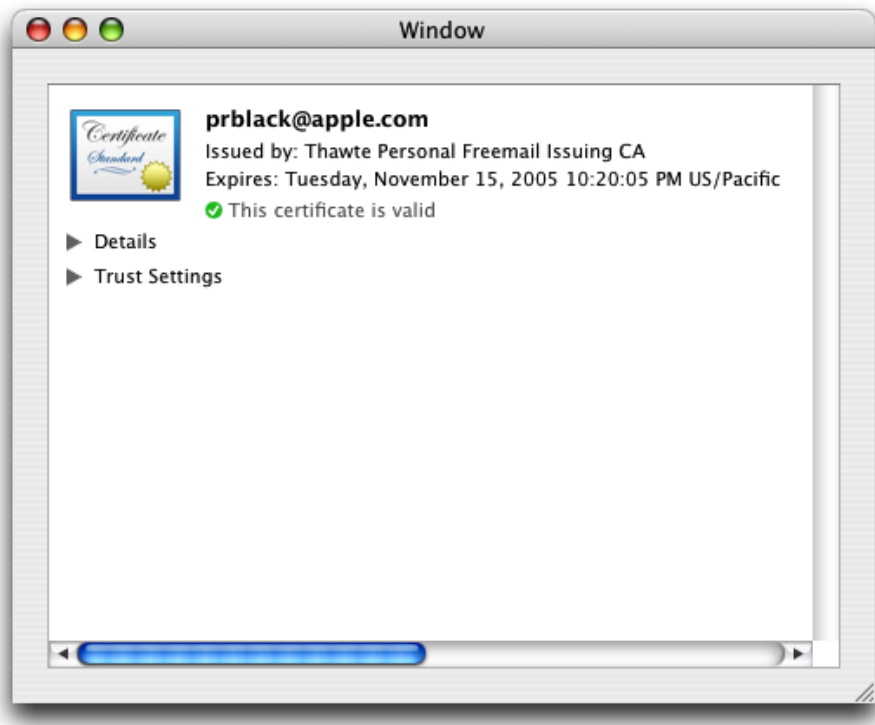 Window
Certificate
Standard
prblack@apple.com
Issued by: Thawte Personal Freemail Issuing CA
Expires: Tuesday, November 15, 2005 10:20:05 PM US/Pacific
This certificate is valid
Details
Trust Settings